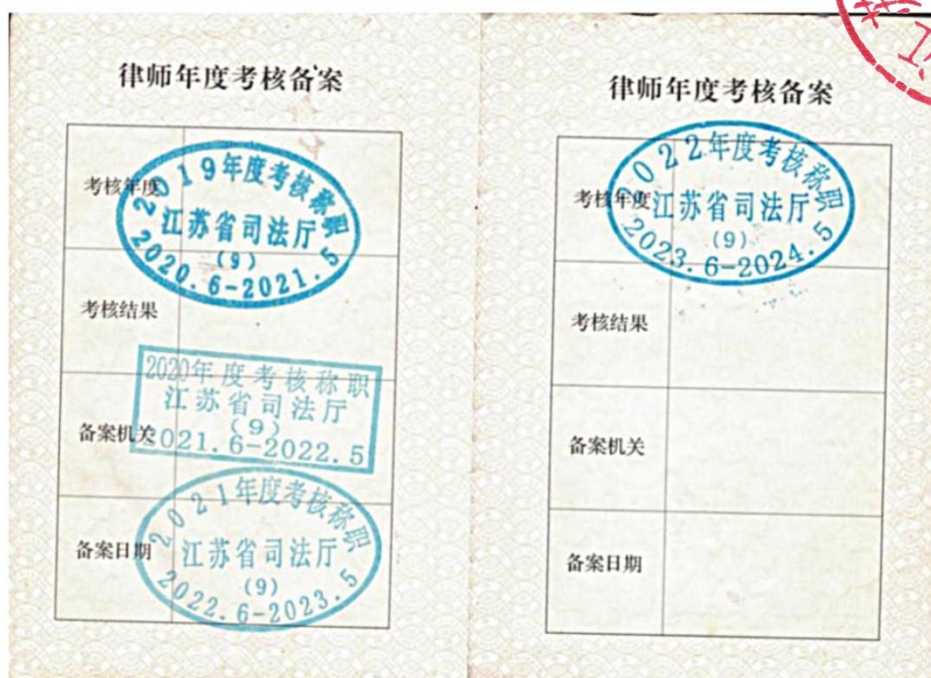 律师年度考核备案
考核年度
2019年度考核称职
江苏省司法厅
(9)
2020.6-2021.5
考核结果
2020年度考核称职
江苏省司法厅
(9)
备案机关
2021.6-2022.5
2021年度考核称职
备案日期
江苏省司法厅
(9)
2022.6-2023.5
律师年度考核备案
2022年度考核称职
考核年度
江苏省司法厅
(9)
2023.6-2024.5
考核结果
备案机关
备案日期